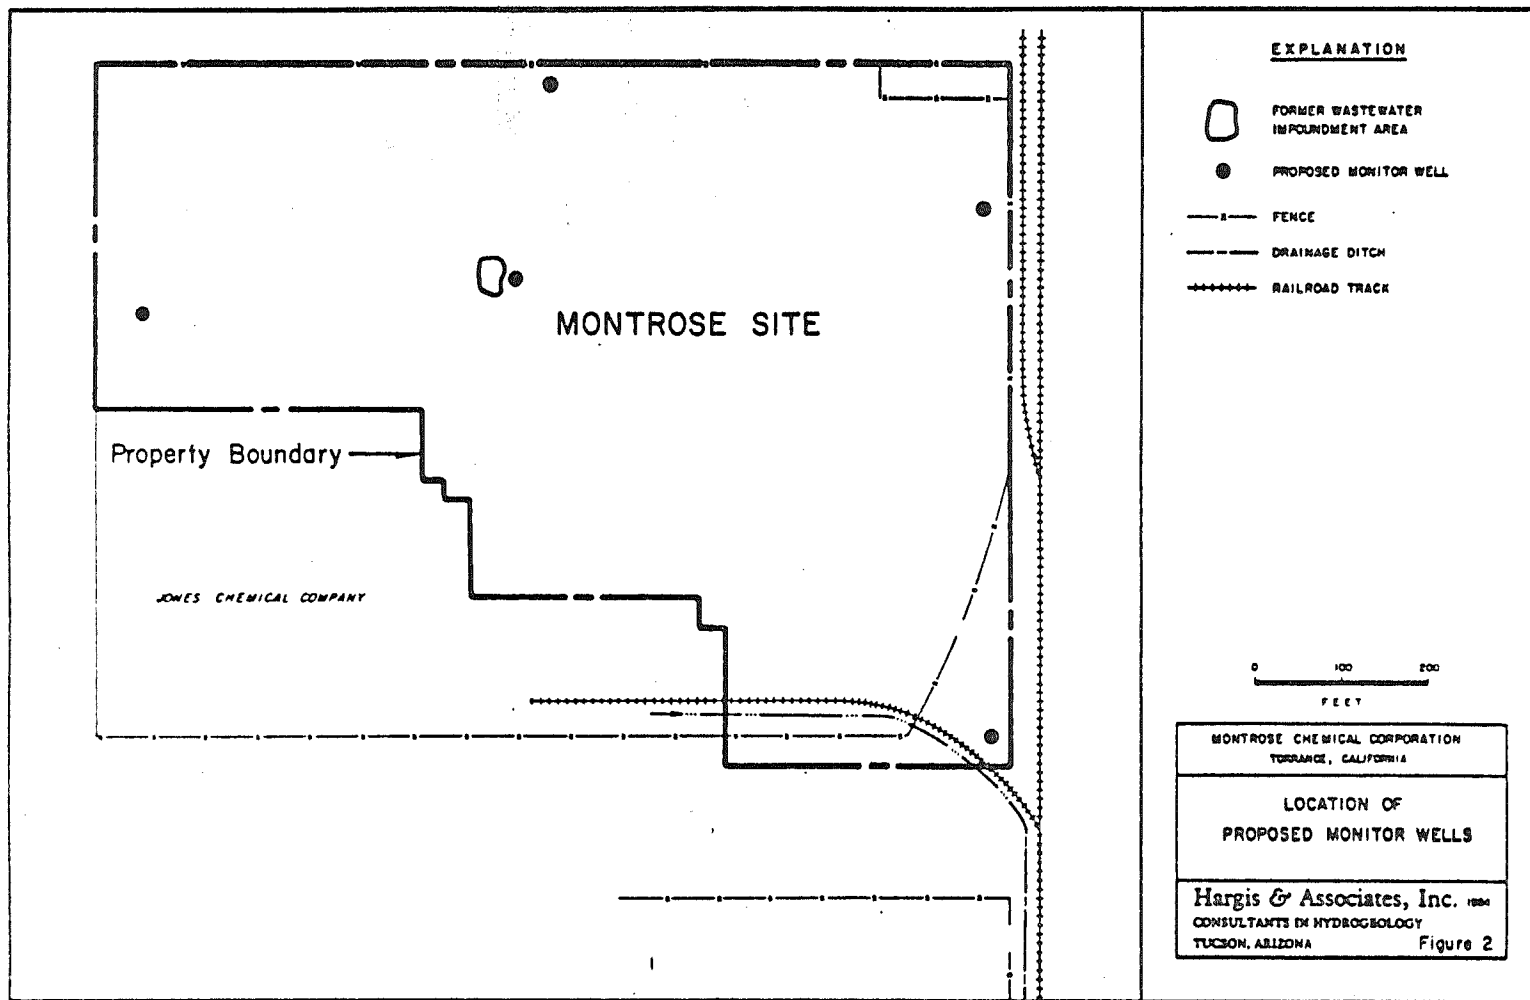 EXPLANATION
FORMER WASTEWATER
IMPOUNDMENT AREA
PROPOSED MONITOR WELL
FENCE
DRAINAGE DITCH
RAILROAD TRACK
MONTROSE SITE
Property Boundary
JONES CHEMICAL COMPANY
0 100 200
FEET
MONTROSE CHEMICAL CORPORATION
TORRANCE, CALIFORNIA
LOCATION OF
PROPOSED MONITOR WELLS
Hargis & Associates, Inc. 1984
CONSULTANTS IN HYDROGEOLOGY
TUCSON, ARIZONA
Figure 2